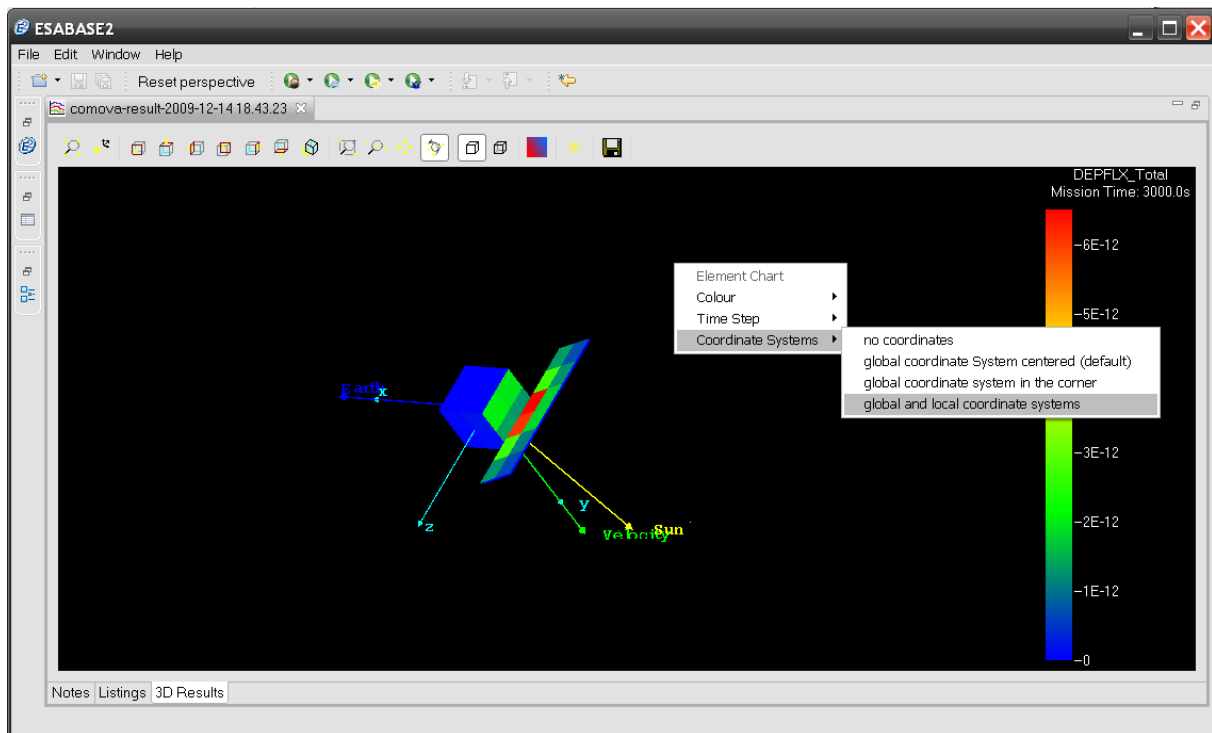 ESABASE2
File Edit Window Help
Reset perspective
comova-result-2009-12-14 18.43.23
DEPFLX_Total
Mission Time: 3000.0s
-6E-12
Element Chart
Colour
-5E-12
Time Step
Coordinate Systems
no coordinates
global coordinate System centered (default)
global coordinate system in the corner
global and local coordinate systems
Earth
x
-3E-12
y
z
-2E-12
Sun
Velocity
-1E-12
-0
Notes Listings 3D Results